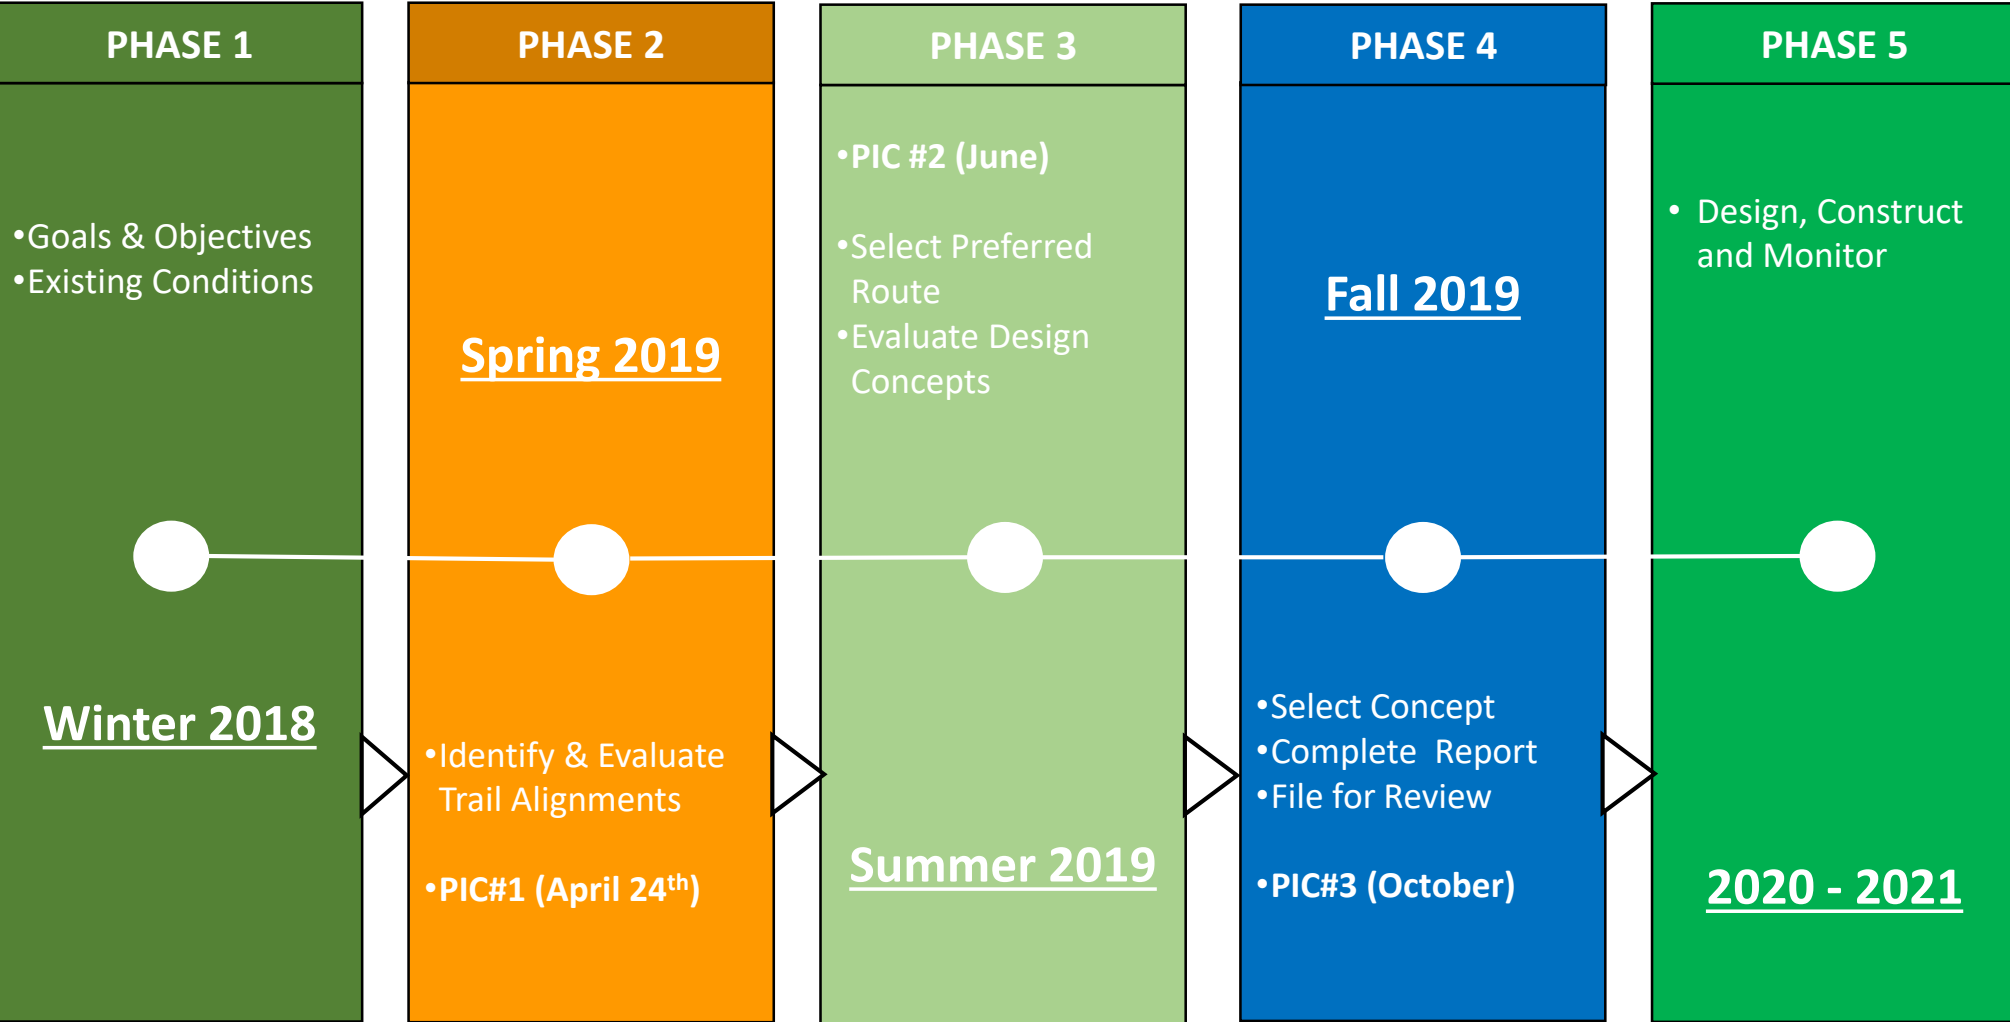 PHASE 1
•Goals & Objectives
•Existing Conditions
Winter 2018
PHASE 2
Spring 2019
•Identify & Evaluate
Trail Alignments
•PIC#1 (April 24th)
PHASE 3
•PIC #2 (June)
•Select Preferred
Route
•Evaluate Design
Concepts
Summer 2019
PHASE 4
Fall 2019
•Select Concept
•Complete  Report
•File for Review
•PIC#3 (October)
PHASE 5
• Design, Construct
and Monitor
2020 - 2021